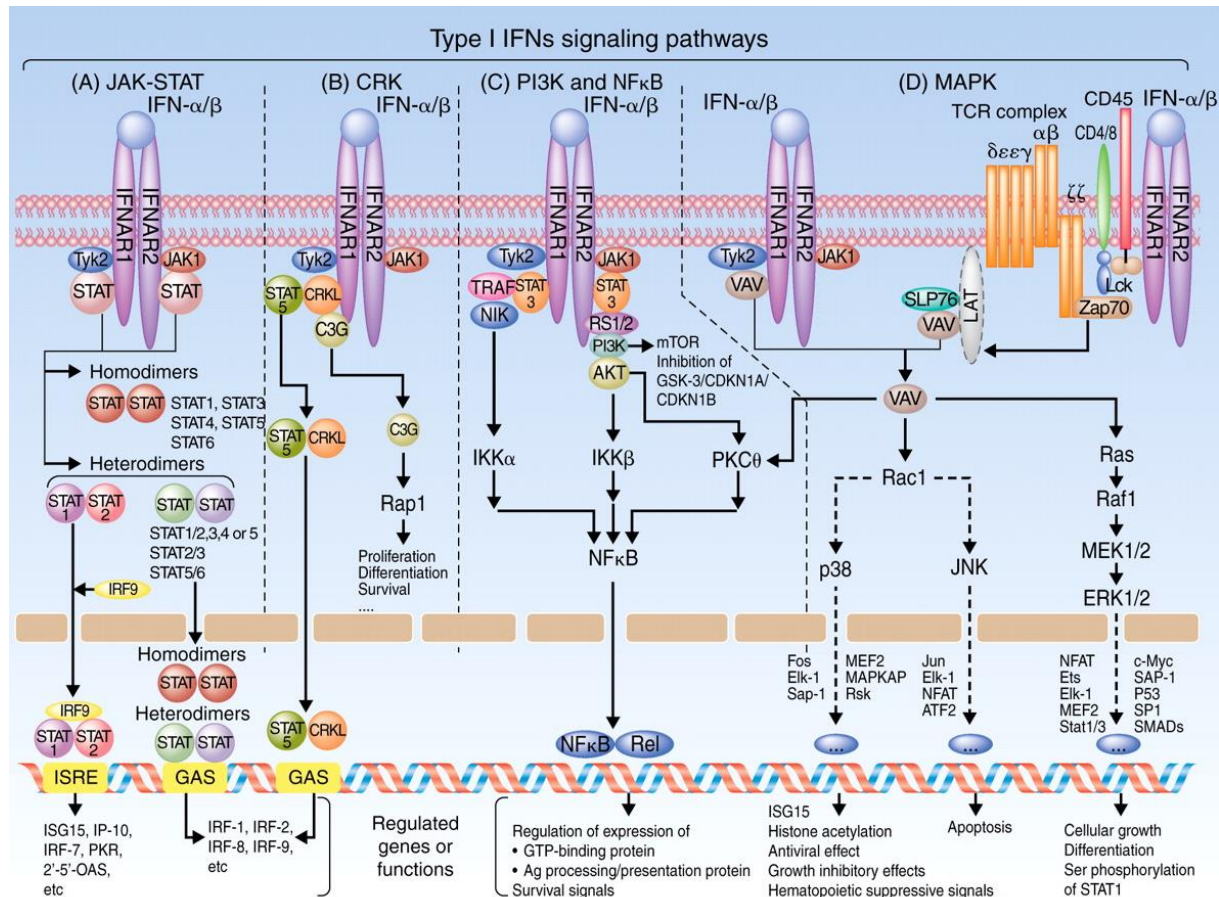 Type I IFNs signaling pathways
(A) JAK-STAT
IFN-α/β
IFNAR1
IFNAR2
Tyk2
JAK1
STAT
STAT
Homodimers
STAT STAT
STAT1, STAT3
STAT4, STAT5
STAT6
Heterodimers
STAT 1
STAT 2
STAT STAT
STAT1/2,3,4 or 5
STAT2/3
STAT5/6
IRF9
Homodimers
STAT STAT
IRF9
STAT 1
STAT 2
Heterodimers
STAT STAT
ISRE
GAS
ISG15, IP-10,
IRF-7, PKR,
2'-5'-OAS,
etc
(B) CRK
IFN-α/β
IFNAR1
IFNAR2
Tyk2
JAK1
STAT 5
CRKL
C3G
STAT 5
CRKL
C3G
Rap1
Proliferation
Differentiation
Survival
....
STAT 5
CRKL
GAS
IRF-1, IRF-2,
IRF-8, IRF-9,
etc
Regulated
genes or
functions
(C) PI3K and NFκB
IFN-α/β
IFNAR1
IFNAR2
Tyk2
JAK1
TRAF
STAT 3
STAT 3
NIK
RS1/2
PI3K
AKT
mTOR
Inhibition of
GSK-3/CDKN1A/
CDKN1B
IKKα
IKKβ
PKCθ
NFκB
NFκB
Rel
Regulation of expression of
• GTP-binding protein
• Ag processing/presentation protein
Survival signals
(D) MAPK
IFN-α/β
IFNAR1
IFNAR2
Tyk2
JAK1
VAV
TCR complex
δεεγ
αβ
ζζ
CD4/8
CD45
IFN-α/β
IFNAR1
IFNAR2
SLP76
VAV
LAT
Lck
Zap70
VAV
Rac1
Ras
Raf1
MEK1/2
ERK1/2
p38
JNK
Fos
Elk-1
Sap-1
MEF2
MAPKAP
Rsk
Jun
Elk-1
NFAT
ATF2
NFAT
Ets
Elk-1
MEF2
Stat1/3
c-Myc
SAP-1
P53
SP1
SMADs
...
...
...
ISG15
Histone acetylation
Antiviral effect
Growth inhibitory effects
Hematopoietic suppressive signals
Apoptosis
Cellular growth
Differentiation
Ser phosphorylation
of STAT1